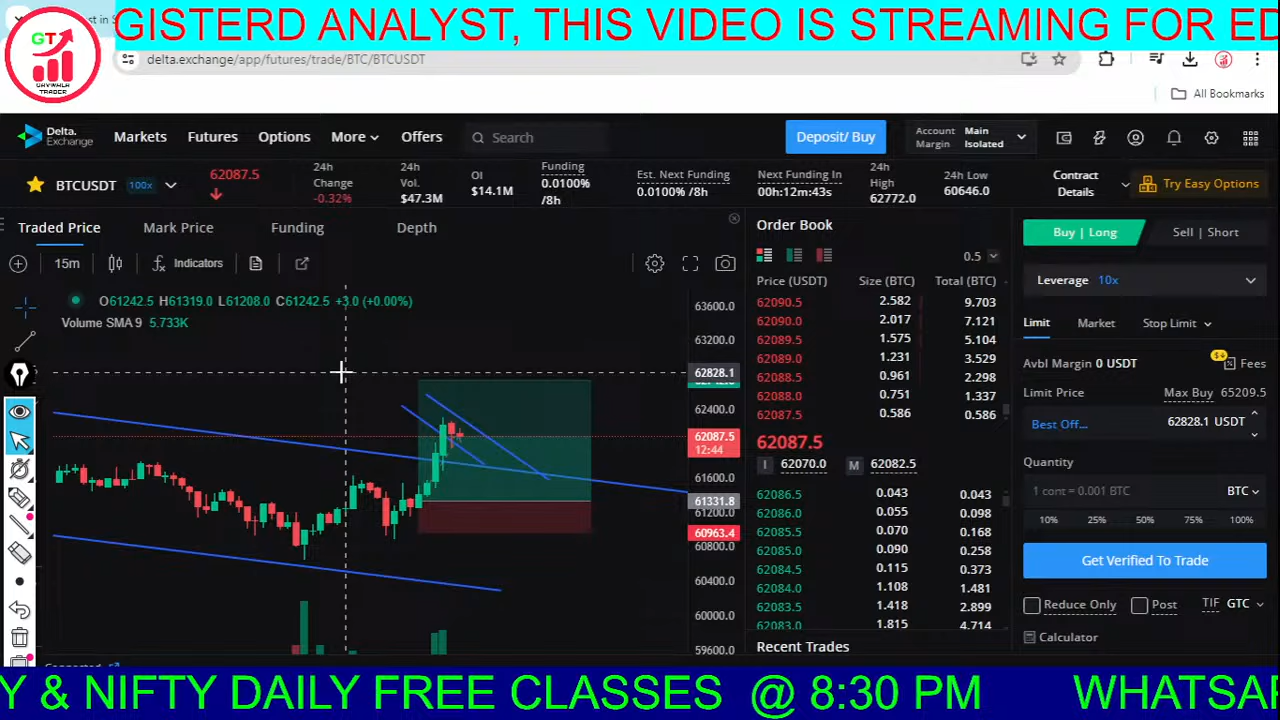 GISTERD ANALYST, THIS VIDEO IS STREAMING FOR ED
GT
TRADER
delta.exchange/app/futures/trade/BTC/BTCUSDT
All Bookmarks
Delta.
Exchange
Markets
Futures
Options
More
Offers
Search
Deposit/ Buy
Account
Margin
Main
Isolated
BTCUSDT
100x
62087.5
24h
Change
-0.32%
24h
Vol.
$47.3M
OI
$14.1M
Funding
0.0100%
/8h
Est. Next Funding
0.0100% /8h
Next Funding In
00h:12m:43s
24h
High
62772.0
24h Low
60646.0
Contract
Details
Try Easy Options
Traded Price
Mark Price
Funding
Depth
15m
Indicators
O61242.5 H61319.0 L61208.0 C61242.5 +3.0 (+0.00%)
Volume SMA 9 5.733K
63600.0
63200.0
62828.1
62400.0
62087.5
12:44
61600.0
61331.8
61200.0
60963.4
60800.0
60400.0
60000.0
59600.0
Order Book
0.5
Price (USDT) Size (BTC) Total (BTC)
62090.5 2.582 9.703
62090.0 2.017 7.121
62089.5 1.575 5.104
62089.0 1.231 3.529
62088.5 0.961 2.298
62088.0 0.751 1.337
62087.5 0.586 0.586
62087.5
I 62070.0 M 62082.5
62086.5 0.043 0.043
62086.0 0.055 0.098
62085.5 0.070 0.168
62085.0 0.090 0.258
62084.5 0.115 0.373
62084.0 1.108 1.481
62083.5 1.418 2.899
62083.0 1.815 4.714
Recent Trades
Buy | Long
Sell | Short
Leverage 10x
Limit
Market
Stop Limit
Avbl Margin 0 USDT
Fees
Limit Price
Max Buy 65209.5
Best Off...
62828.1 USDT
Quantity
1 cont = 0.001 BTC
BTC
10% 25% 50% 75% 100%
Get Verified To Trade
Reduce Only
Post
TIF GTC
Calculator
Y & NIFTY DAILY FREE CLASSES @ 8:30 PM WHATSA